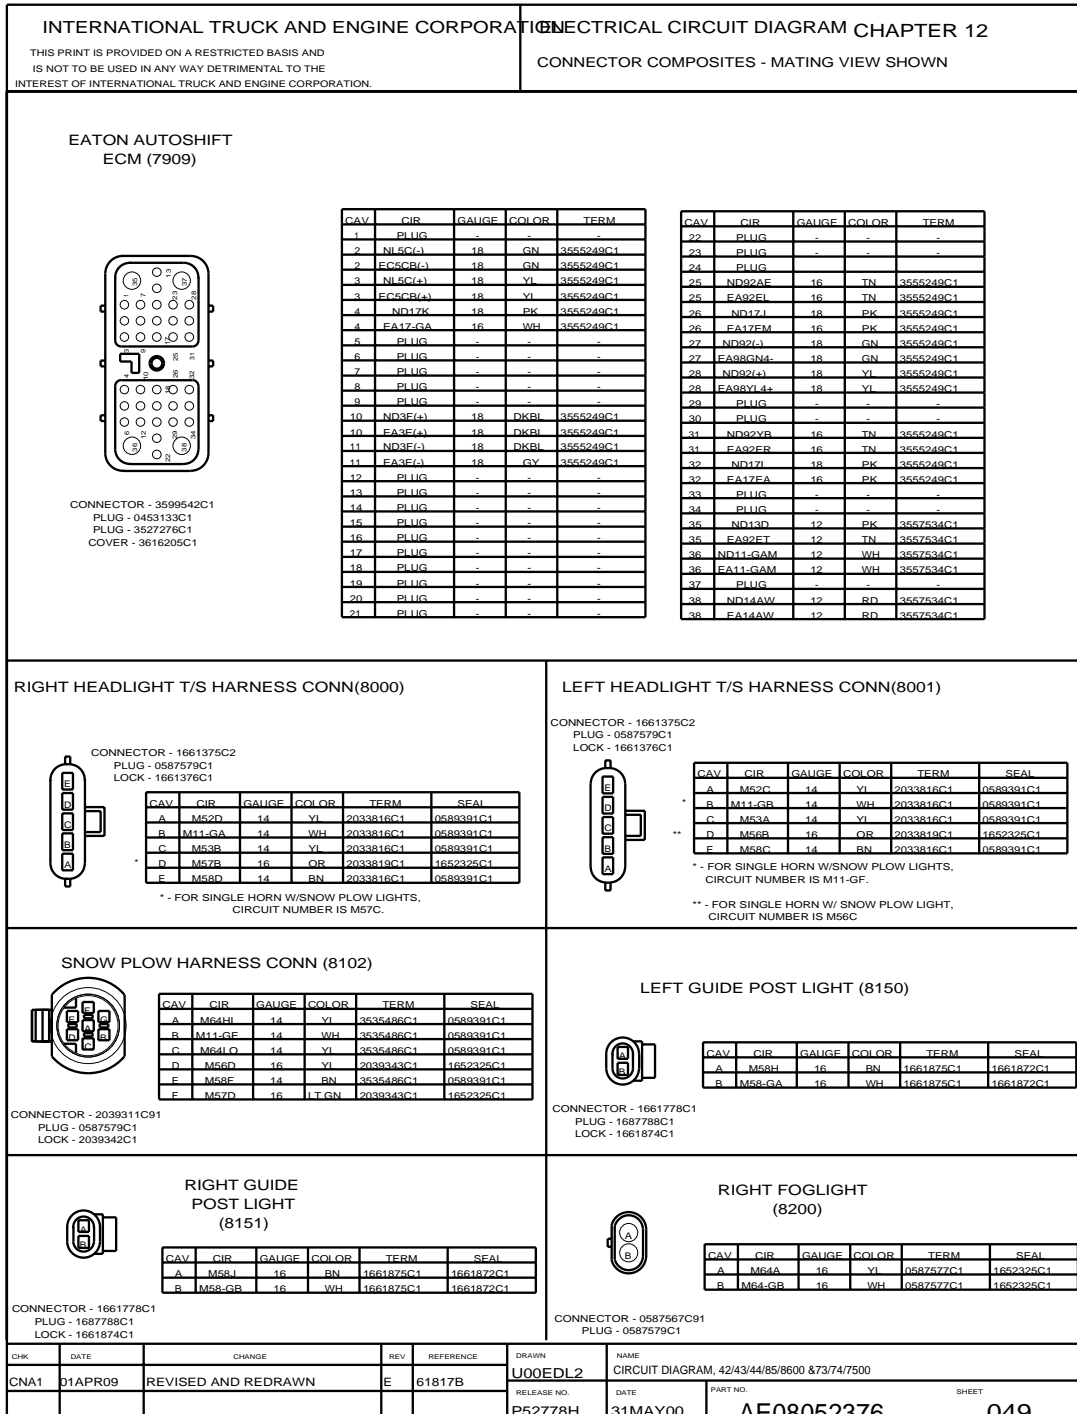 INTERNATIONAL TRUCK AND ENGINE CORPORATION
THIS PRINT IS PROVIDED ON A RESTRICTED BASIS AND
IS NOT TO BE USED IN ANY WAY DETRIMENTAL TO THE
INTEREST OF INTERNATIONAL TRUCK AND ENGINE CORPORATION.
ELECTRICAL CIRCUIT DIAGRAM CHAPTER 12
CONNECTOR COMPOSITES - MATING VIEW SHOWN
EATON AUTOSHIFT
ECM (7909)
CONNECTOR - 3599542C1
PLUG - 0453133C1
PLUG - 3527276C1
COVER - 3616205C1
CAV CIR GAUGE COLOR TERM
1 PLUG - - -
2 NL5C(-) 18 GN 3555249C1
2 EC5CB(-) 18 GN 3555249C1
3 NL5C(+) 18 YL 3555249C1
3 EC5CB(+) 18 YL 3555249C1
4 ND17K 18 PK 3555249C1
4 EA17-GA 16 WH 3555249C1
5 PLUG - - -
6 PLUG - - -
7 PLUG - - -
8 PLUG - - -
9 PLUG - - -
10 ND3F(+) 18 DKBL 3555249C1
10 EA3F(+) 18 DKBL 3555249C1
11 ND3F(-) 18 DKBL 3555249C1
11 EA3F(-) 18 GY 3555249C1
12 PLUG - - -
13 PLUG - - -
14 PLUG - - -
15 PLUG - - -
16 PLUG - - -
17 PLUG - - -
18 PLUG - - -
19 PLUG - - -
20 PLUG - - -
21 PLUG - - -
CAV CIR GAUGE COLOR TERM
22 PLUG - - -
23 PLUG - - -
24 PLUG
25 ND92AE 16 TN 3555249C1
25 EA92EL 16 TN 3555249C1
26 ND17J 18 PK 3555249C1
26 EA17EM 16 PK 3555249C1
27 ND92(-) 18 GN 3555249C1
27 EA98GN4- 18 GN 3555249C1
28 ND92(+) 18 YL 3555249C1
28 EA98YL4+ 18 YL 3555249C1
29 PLUG - - -
30 PLUG - - -
31 ND92YB 16 TN 3555249C1
31 EA92ER 16 TN 3555249C1
32 ND17L 18 PK 3555249C1
32 EA17EA 16 PK 3555249C1
33 PLUG - - -
34 PLUG - - -
35 ND13D 12 PK 3557534C1
35 EA92ET 12 TN 3557534C1
36 ND11-GAM 12 WH 3557534C1
36 EA11-GAM 12 WH 3557534C1
37 PLUG - - -
38 ND14AW 12 RD 3557534C1
38 EA14AW 12 RD 3557534C1
RIGHT HEADLIGHT T/S HARNESS CONN(8000)
CONNECTOR - 1661375C2
PLUG - 0587579C1
LOCK - 1661376C1
E
D
C
B
A
CAV CIR GAUGE COLOR TERM SEAL
A M52D 14 YL 2033816C1 0589391C1
B M11-GA 14 WH 2033816C1 0589391C1
C M53B 14 YL 2033816C1 0589391C1
* D M57B 16 OR 2033819C1 1652325C1
E M58D 14 BN 2033816C1 0589391C1
* - FOR SINGLE HORN W/SNOW PLOW LIGHTS,
CIRCUIT NUMBER IS M57C.
LEFT HEADLIGHT T/S HARNESS CONN(8001)
CONNECTOR - 1661375C2
PLUG - 0587579C1
LOCK - 1661376C1
E
D
C
B
A
CAV CIR GAUGE COLOR TERM SEAL
A M52C 14 YL 2033816C1 0589391C1
* B M11-GB 14 WH 2033816C1 0589391C1
C M53A 14 YL 2033816C1 0589391C1
** D M56B 16 OR 2033819C1 1652325C1
E M58C 14 BN 2033816C1 0589391C1
* - FOR SINGLE HORN W/SNOW PLOW LIGHTS,
CIRCUIT NUMBER IS M11-GF.
** - FOR SINGLE HORN W/ SNOW PLOW LIGHT,
CIRCUIT NUMBER IS M56C
SNOW PLOW HARNESS CONN (8102)
CAV CIR GAUGE COLOR TERM SEAL
A M64HI 14 YL 3535486C1 0589391C1
B M11-GE 14 WH 3535486C1 0589391C1
C M64LO 14 YL 3535486C1 0589391C1
D M56D 16 YL 2039343C1 1652325C1
E M58E 14 BN 3535486C1 0589391C1
F M57D 16 LT GN 2039343C1 1652325C1
CONNECTOR - 2039311C91
PLUG - 0587579C1
LOCK - 2039342C1
LEFT GUIDE POST LIGHT (8150)
A
B
CAV CIR GAUGE COLOR TERM SEAL
A M58H 16 BN 1661875C1 1661872C1
B M58-GA 16 WH 1661875C1 1661872C1
CONNECTOR - 1661778C1
PLUG - 1687788C1
LOCK - 1661874C1
RIGHT GUIDE
POST LIGHT
(8151)
A
B
CAV CIR GAUGE COLOR TERM SEAL
A M58J 16 BN 1661875C1 1661872C1
B M58-GB 16 WH 1661875C1 1661872C1
CONNECTOR - 1661778C1
PLUG - 1687788C1
LOCK - 1661874C1
RIGHT FOGLIGHT
(8200)
A
B
CAV CIR GAUGE COLOR TERM SEAL
A M64A 16 YL 0587577C1 1652325C1
B M64-GB 16 WH 0587577C1 1652325C1
CONNECTOR - 0587567C91
PLUG - 0587579C1
CHK DATE CHANGE REV REFERENCE
CNA1 01APR09 REVISED AND REDRAWN E 61817B
DRAWN
U00EDL2
NAME
CIRCUIT DIAGRAM, 42/43/44/85/8600 &73/74/7500
RELEASE NO.
P52778H
DATE
31MAY00
PART NO.
AE08052376
SHEET
049